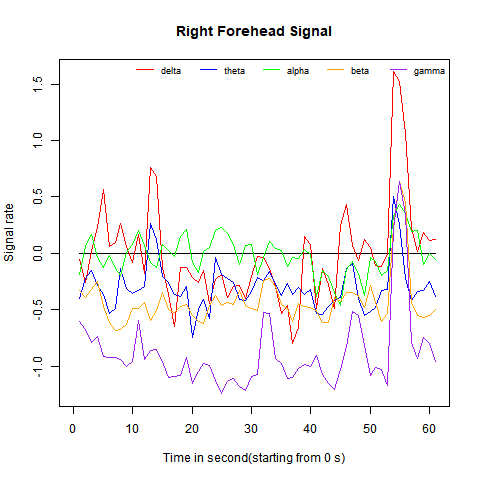 Right Forehead Signal
delta theta alpha beta gamma
Signal rate
1.5
1.0
0.5
0.0
-0.5
-1.0
0 10 20 30 40 50 60
Time in second(starting from 0 s)